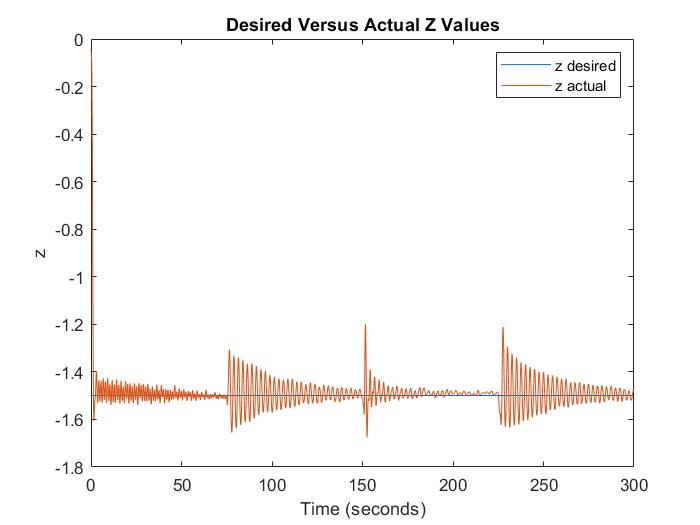 Desired Versus Actual Z Values
z desired
z actual
0
-0.2
-0.4
-0.6
-0.8
-1
-1.2
-1.4
-1.6
-1.8
z
0 50 100 150 200 250 300
Time (seconds)